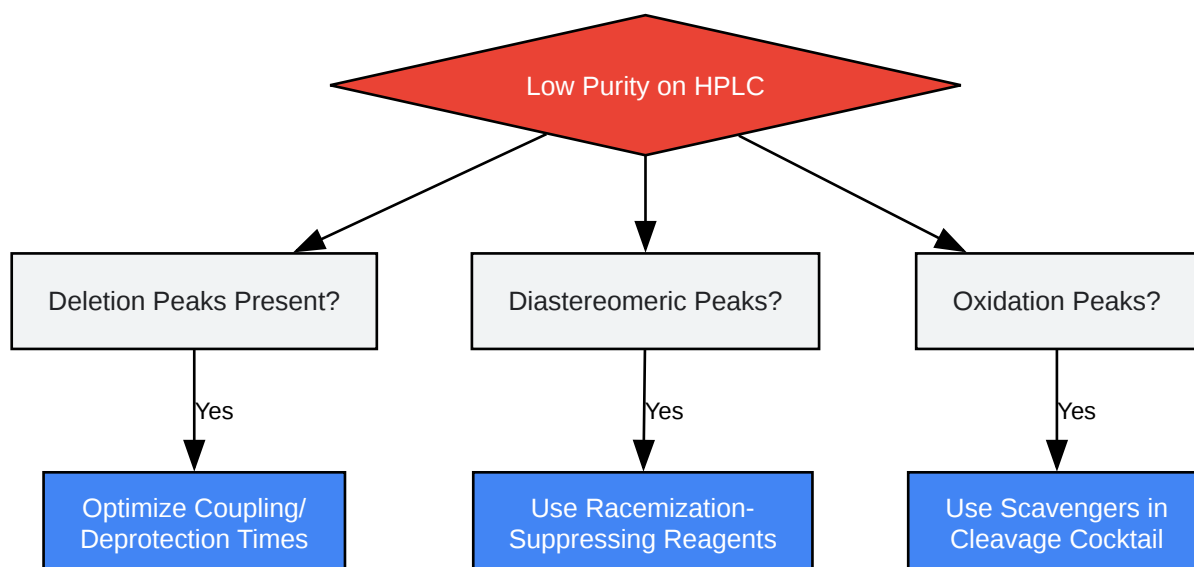 Low Purity on HPLC
Deletion Peaks Present?
Diastereomeric Peaks?
Oxidation Peaks?
Yes
Yes
Yes
Optimize Coupling/
Deprotection Times
Use Racemization-
Suppressing Reagents
Use Scavengers in
Cleavage Cocktail